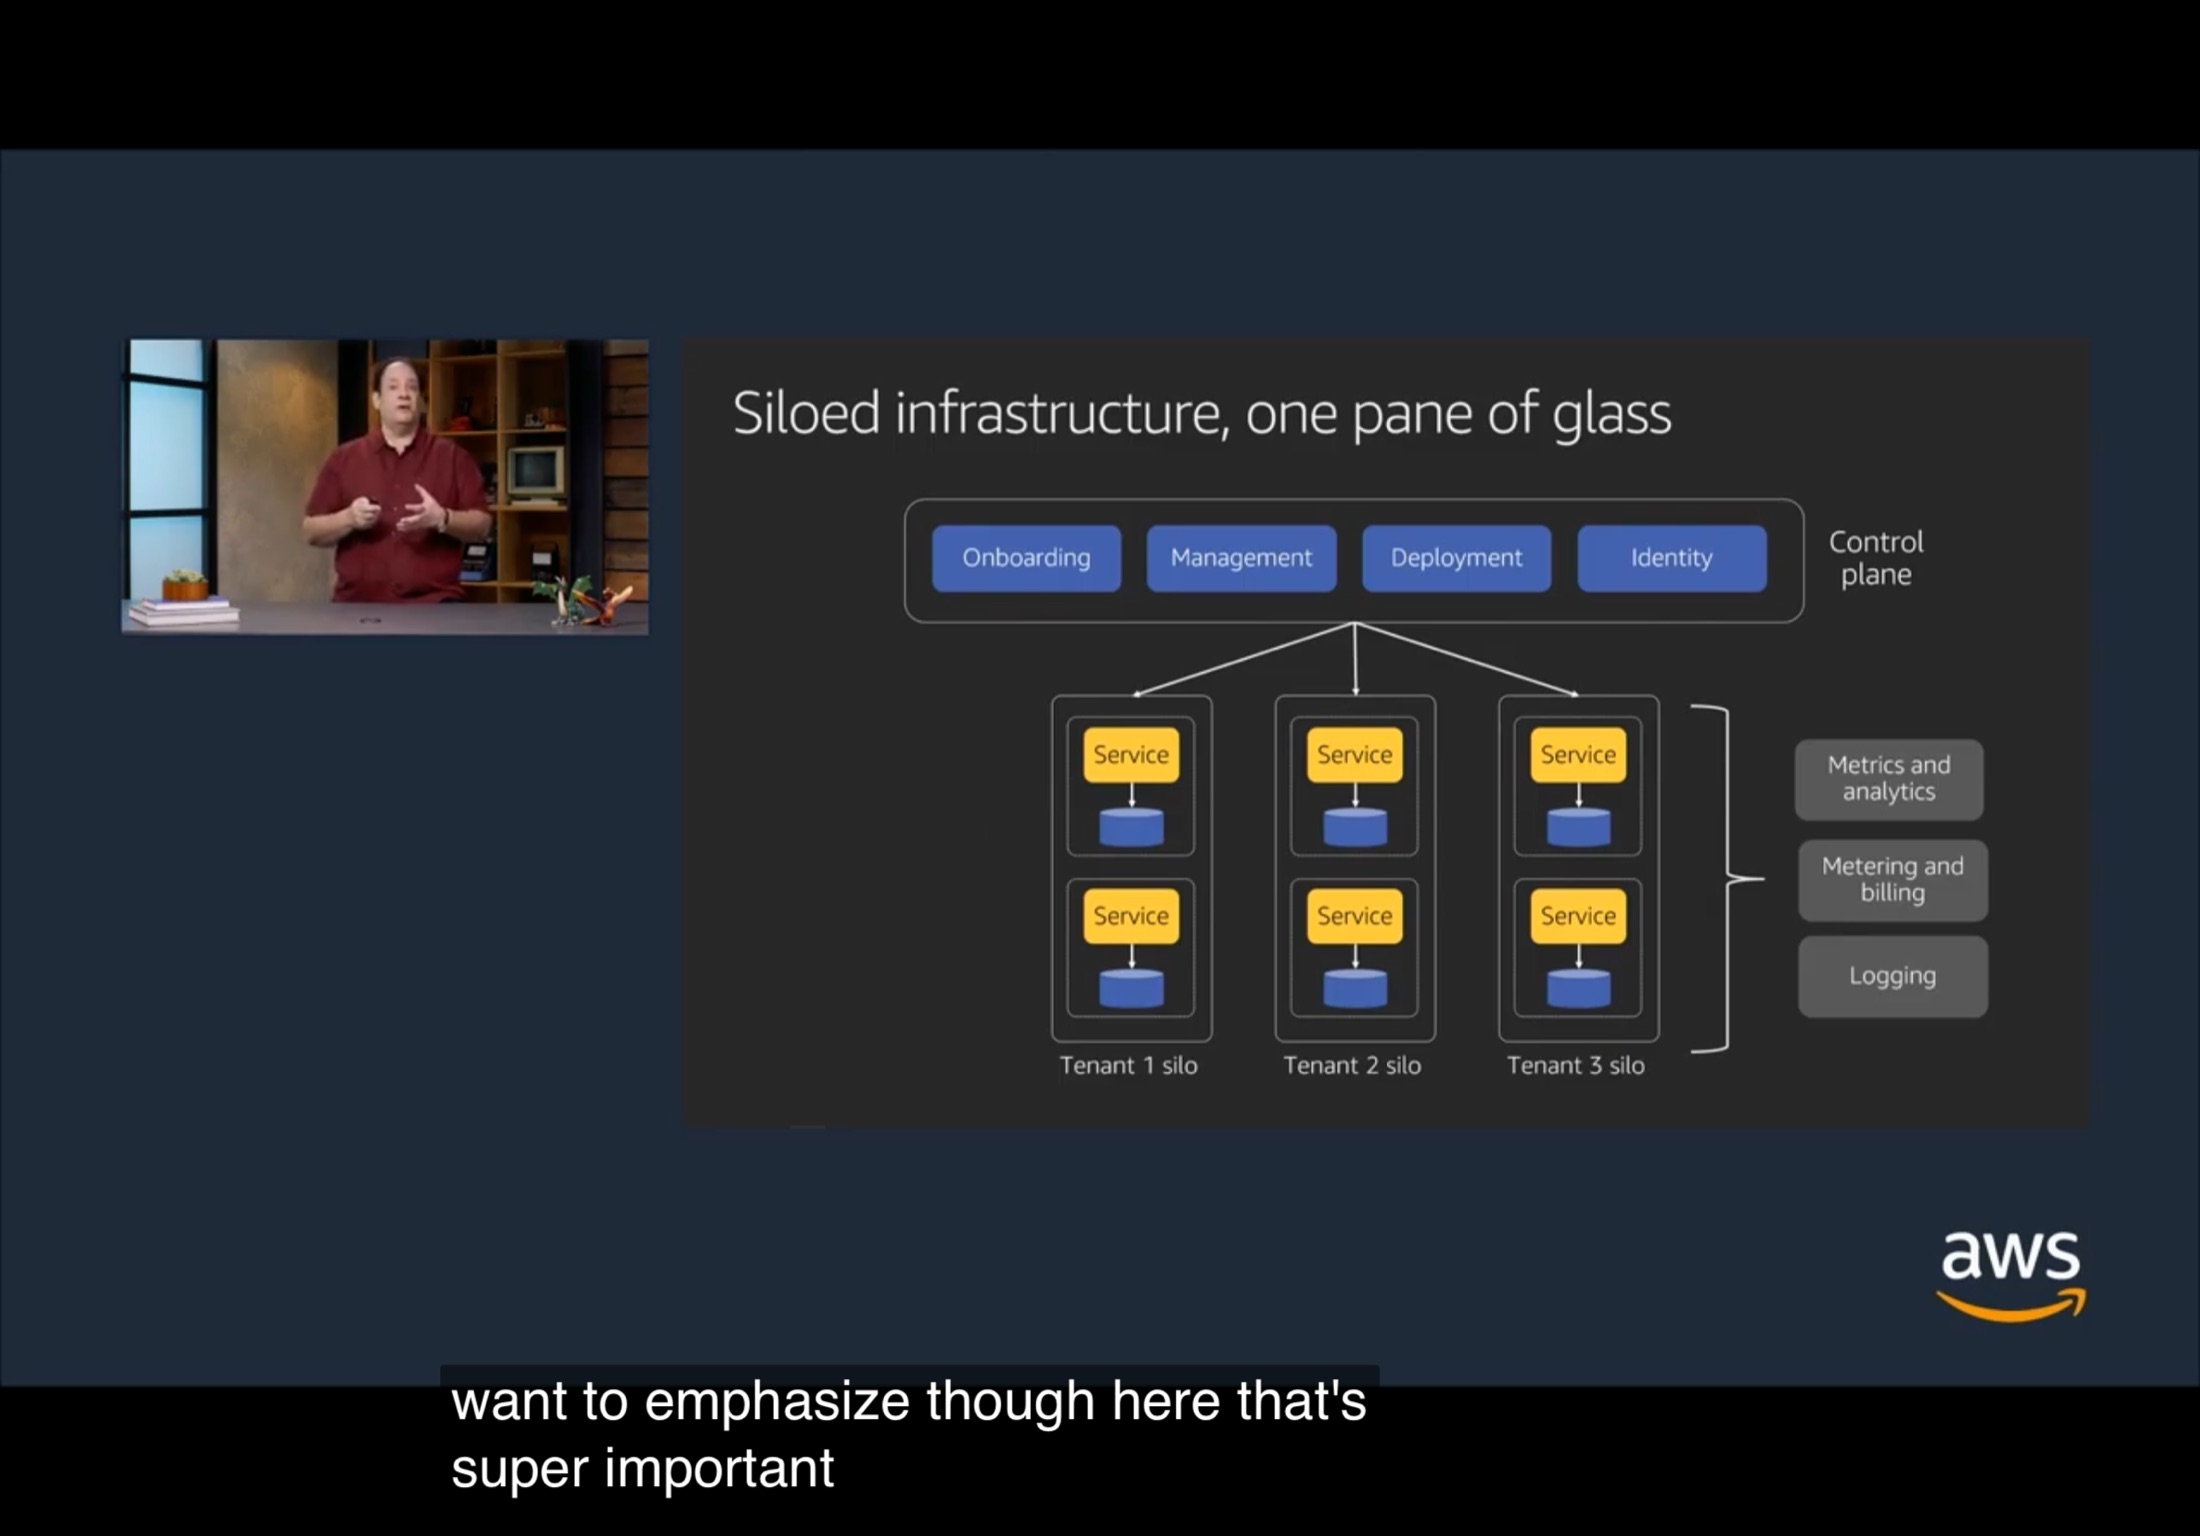 Siloed infrastructure, one pane of glass
Onboarding
Management
Deployment
Identity
Control
plane
Service
Service
Service
Metrics and
analytics
Metering and
billing
Service
Service
Service
Logging
Tenant 1 silo
Tenant 2 silo
Tenant 3 silo
aws
want to emphasize though here that's
super important